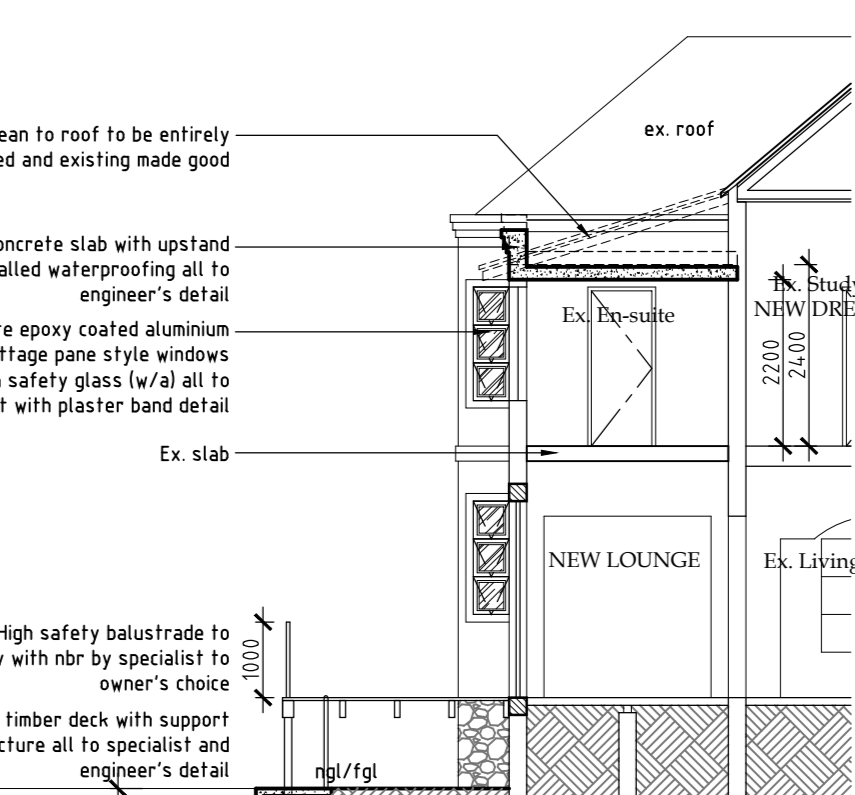 ex. roof
ean to roof to be entirely
ed and existing made good
oncrete slab with upstand
alled waterproofing all to
engineer's detail
te epoxy coated aluminium
ttage pane style windows
safety glass (w/a) all to
t with plaster band detail
Ex. En-suite
Ex. Study
NEW DRE
2200
2400
Ex. slab
NEW LOUNGE
Ex. Living
High safety balustrade to
y with nbr by specialist to
owner's choice
1000
timber deck with support
cture all to specialist and
engineer's detail
ngl/fgl